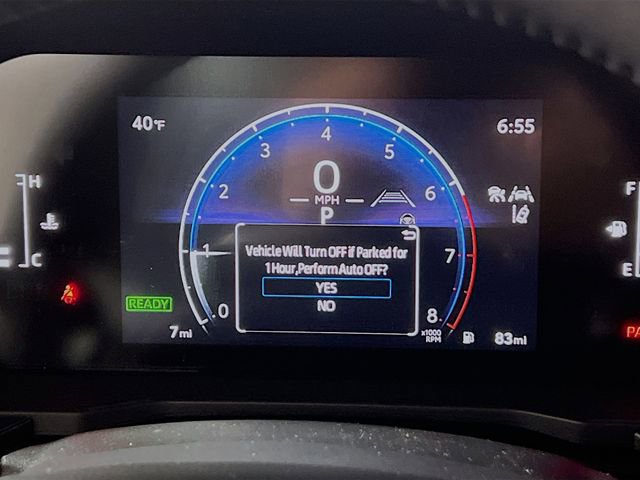 40°F
6:55
4
3
5
2
6
1
7
0
8
0
MPH
P
H
C
F
E
Vehicle Will Turn OFF if Parked for
1 Hour,Perform Auto OFF?
YES
NO
READY
7mi
x1000
RPM
83mi
PA